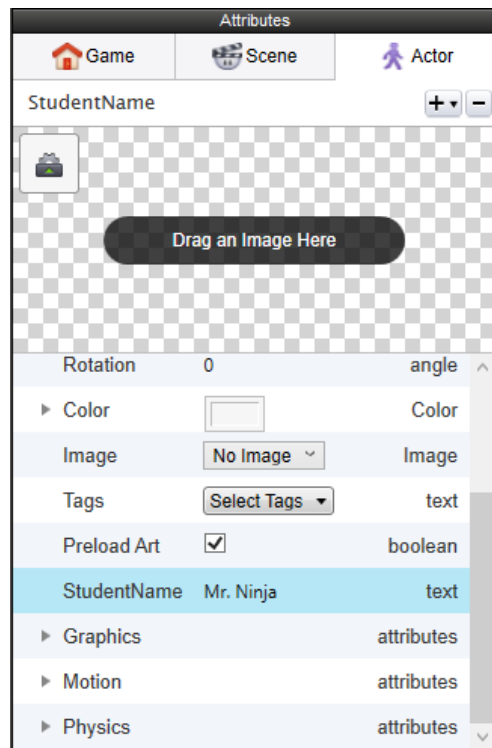 Attributes
Game Scene Actor
StudentName
Drag an Image Here
Rotation 0 angle
Color Color
Image No Image Image
Tags Select Tags text
Preload Art boolean
StudentName Mr. Ninja text
Graphics attributes
Motion attributes
Physics attributes